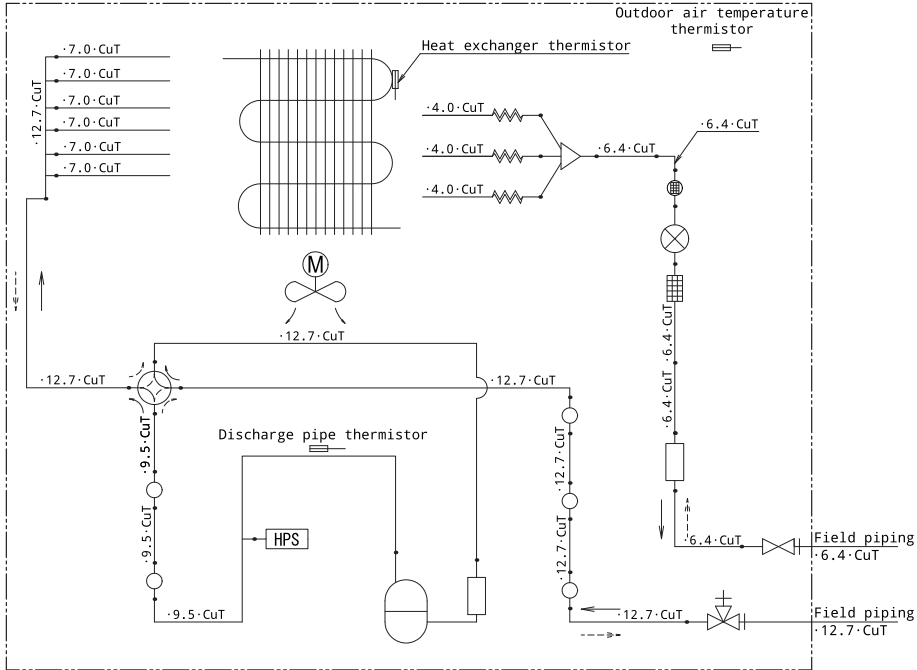 Outdoor air temperature
thermistor
Heat exchanger thermistor
·7.0·CuT
·7.0·CuT
·7.0·CuT
·7.0·CuT
·7.0·CuT
·7.0·CuT
·12.7·CuT
·4.0·CuT
·4.0·CuT
·4.0·CuT
·6.4·CuT
·6.4·CuT
M
·12.7·CuT
·12.7·CuT
·12.7·CuT
·6.4·CuT
·6.4·CuT
·9.5·CuT
Discharge pipe thermistor
·12.7·CuT
·9.5·CuT
HPS
·12.7·CuT
·6.4·CuT
Field piping
·6.4·CuT
·9.5·CuT
·12.7·CuT
Field piping
·12.7·CuT